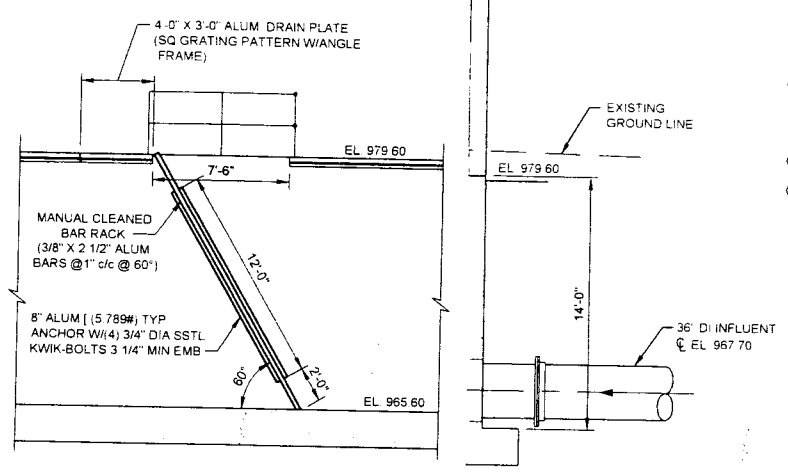 4'-0" X 3'-0" ALUM DRAIN PLATE
(SQ GRATING PATTERN W/ANGLE
FRAME)
EXISTING
GROUND LINE
EL 979 60
EL 979 60
7'-6"
MANUAL CLEANED
BAR RACK
(3/8" X 2 1/2" ALUM
BARS @1" c/c @ 60°)
12'-0"
8" ALUM [ (5.789#) TYP
ANCHOR W/(4) 3/4" DIA SSTL
KWIK-BOLTS 3 1/4" MIN EMB
14'-0"
36" DI INFLUENT
℄ EL 967 70
60°
2'-0"
EL 965.60